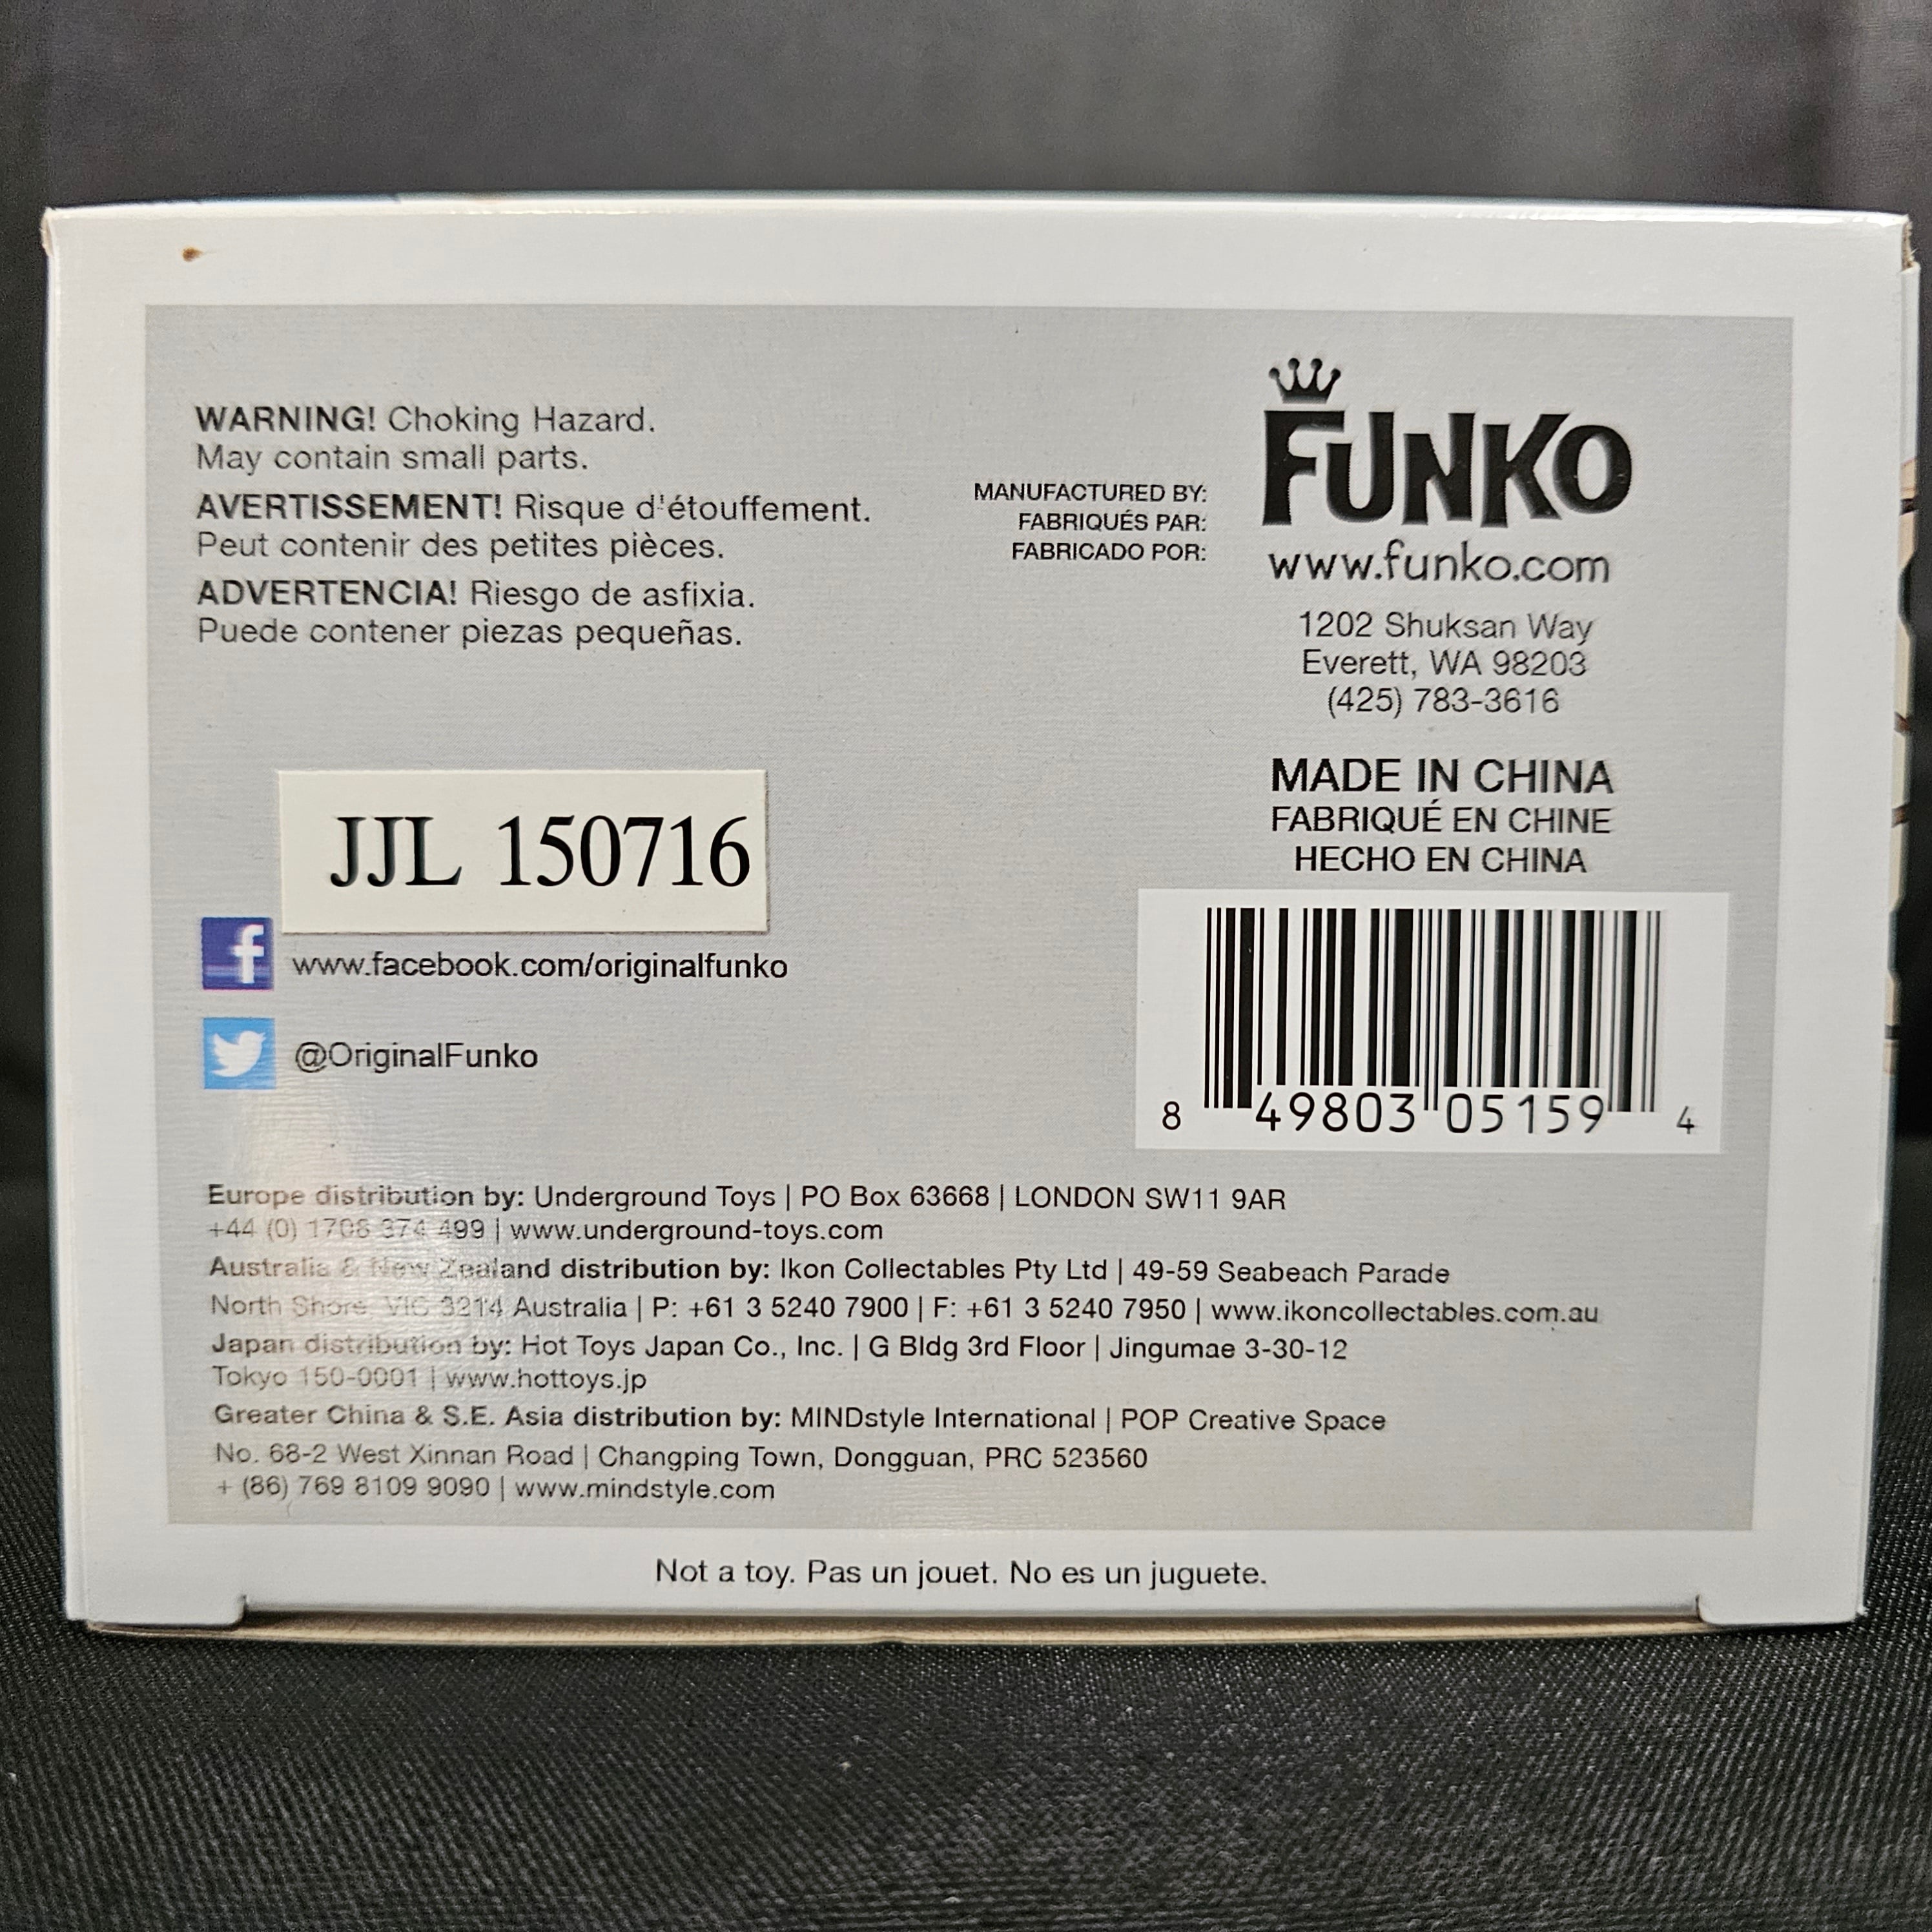 WARNING! Choking Hazard.
May contain small parts.
AVERTISSEMENT! Risque d'étouffement.
Peut contenir des petites pièces.
ADVERTENCIA! Riesgo de asfixia.
Puede contener piezas pequeñas.
MANUFACTURED BY:
FABRIQUÉS PAR:
FABRICADO POR:
FUNKO
www.funko.com
1202 Shuksan Way
Everett, WA 98203
(425) 783-3616
MADE IN CHINA
FABRIQUÉ EN CHINE
HECHO EN CHINA
JJL 150716
f www.facebook.com/originalfunko
@OriginalFunko
8 49803 05159 4
Europe distribution by: Underground Toys | PO Box 63668 | LONDON SW11 9AR
+44 (0) 1708 374 499 | www.underground-toys.com
Australia & New Zealand distribution by: Ikon Collectables Pty Ltd | 49-59 Seabeach Parade
North Shore, VIC 3214 Australia | P: +61 3 5240 7900 | F: +61 3 5240 7950 | www.ikoncollectables.com.au
Japan distribution by: Hot Toys Japan Co., Inc. | G Bldg 3rd Floor | Jingumae 3-30-12
Tokyo 150-0001 | www.hottoys.jp
Greater China & S.E. Asia distribution by: MINDstyle International | POP Creative Space
No. 68-2 West Xinnan Road | Changping Town, Dongguan, PRC 523560
+ (86) 769 8109 9090 | www.mindstyle.com
Not a toy. Pas un jouet. No es un juguete.